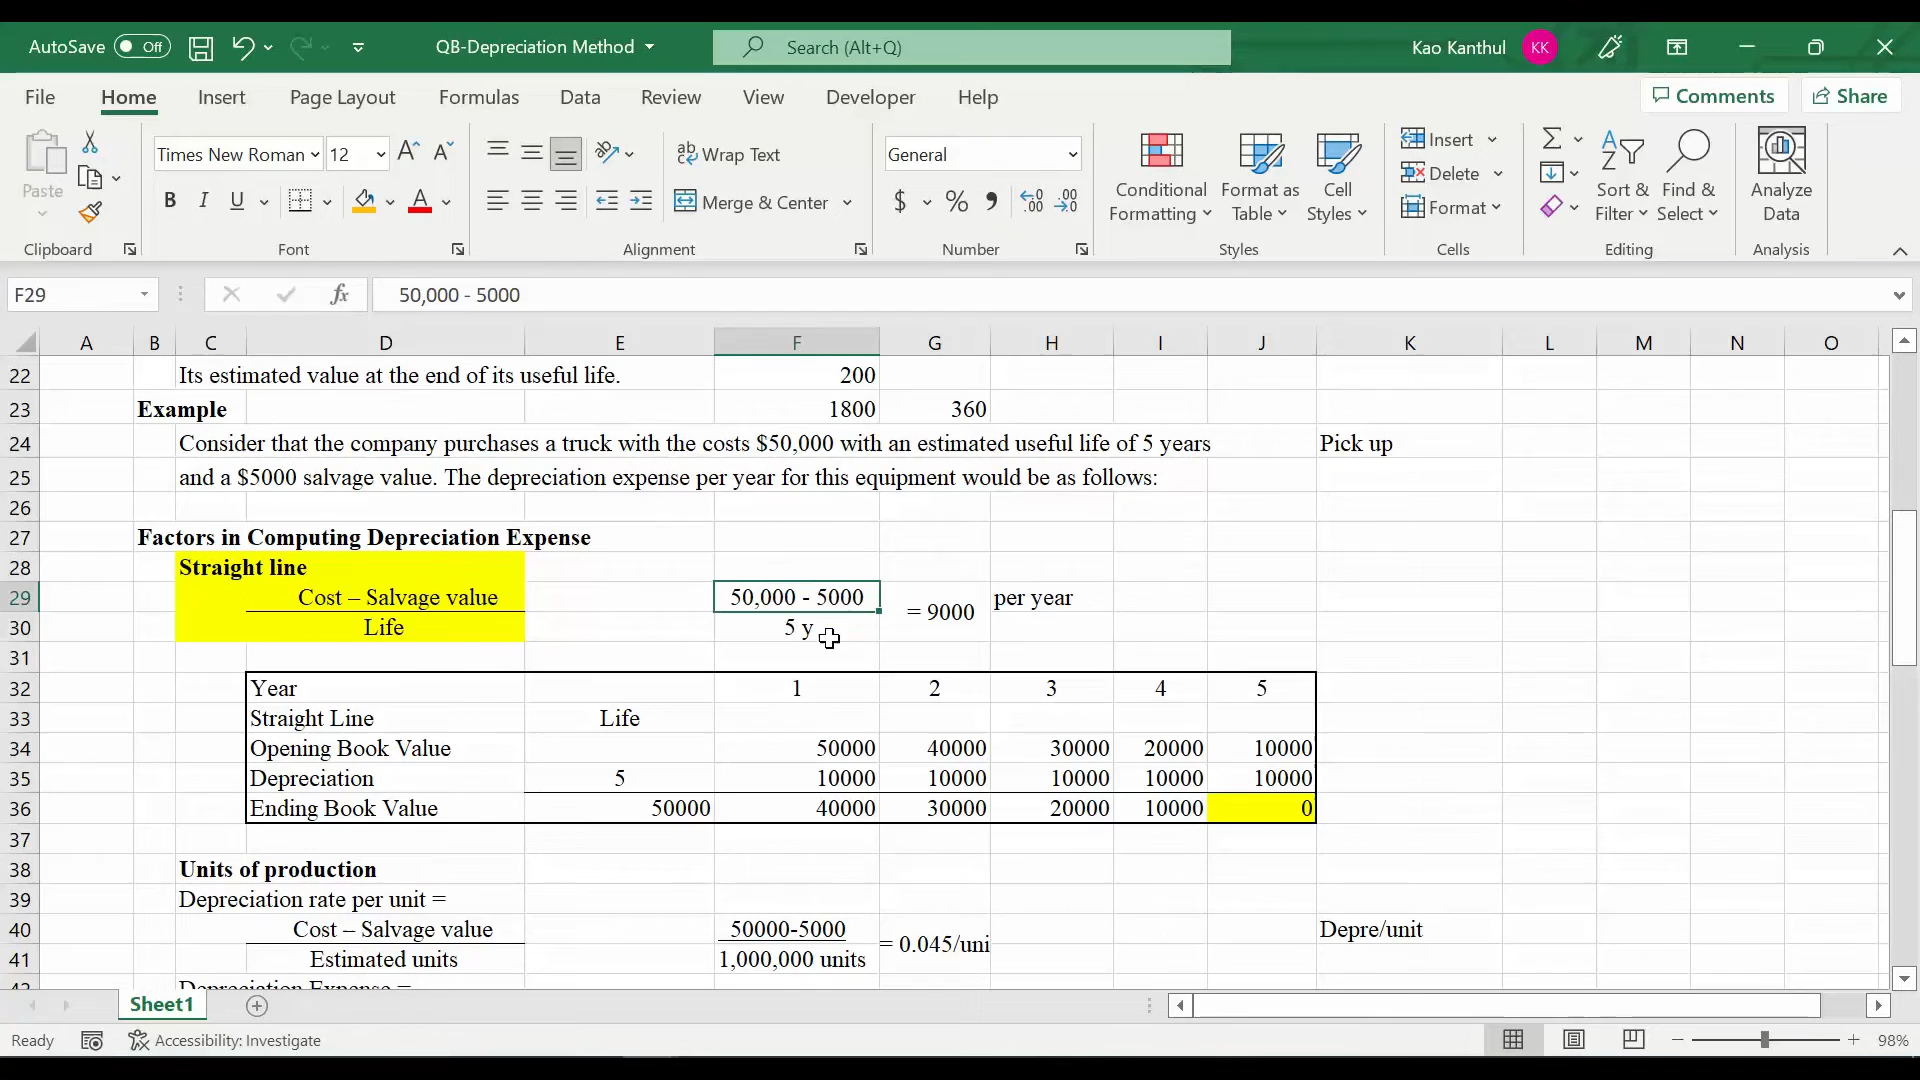 AutoSave Off QB-Depreciation Method Search (Alt+Q) Kao Kanthul KK
File Home Insert Page Layout Formulas Data Review View Developer Help Comments Share
Paste Times New Roman 12 A A Wrap Text General Conditional Formatting Format as Table Cell Styles Insert Delete Format Sort & Filter Find & Select Analyze Data
B I U A Merge & Center $ % 9
Clipboard Font Alignment Number Styles Cells Editing Analysis
F29 fx 50,000 - 5000
A B C D E F G H I J K L M N O
22 Its estimated value at the end of its useful life. 200
23 Example 1800 360
24 Consider that the company purchases a truck with the costs $50,000 with an estimated useful life of 5 years Pick up
25 and a $5000 salvage value. The depreciation expense per year for this equipment would be as follows:
26
27 Factors in Computing Depreciation Expense
28 Straight line
29 Cost – Salvage value 50,000 - 5000 = 9000 per year
30 Life 5 y
31
32 Year 1 2 3 4 5
33 Straight Line Life
34 Opening Book Value 50000 40000 30000 20000 10000
35 Depreciation 5 10000 10000 10000 10000 10000
36 Ending Book Value 50000 40000 30000 20000 10000 0
37
38 Units of production
39 Depreciation rate per unit =
40 Cost – Salvage value 50000-5000 = 0.045/uni Depre/unit
41 Estimated units 1,000,000 units
Depreciation Expense =
Sheet1
Ready Accessibility: Investigate 98%